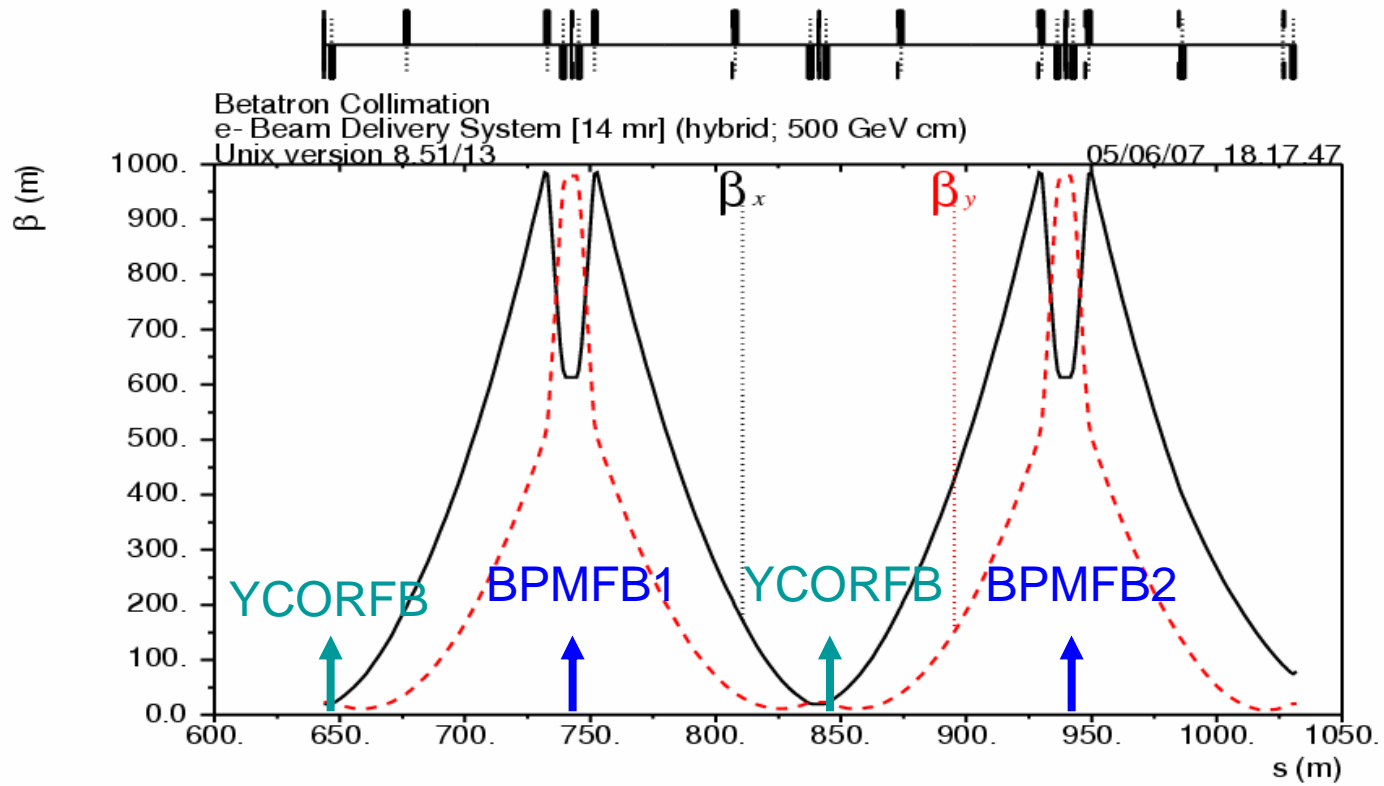 Betatron Collimation
e- Beam Delivery System [14 mr] (hybrid; 500 GeV cm)
Unix version 8.51/13 05/06/07 18.17.47
β (m)
1000.
900.
800.
700.
600.
500.
400.
300.
200.
100.
0.0
β x
β y
YCORFB
BPMFB1
YCORFB
BPMFB2
600. 650. 700. 750. 800. 850. 900. 950. 1000. 1050.
s (m)